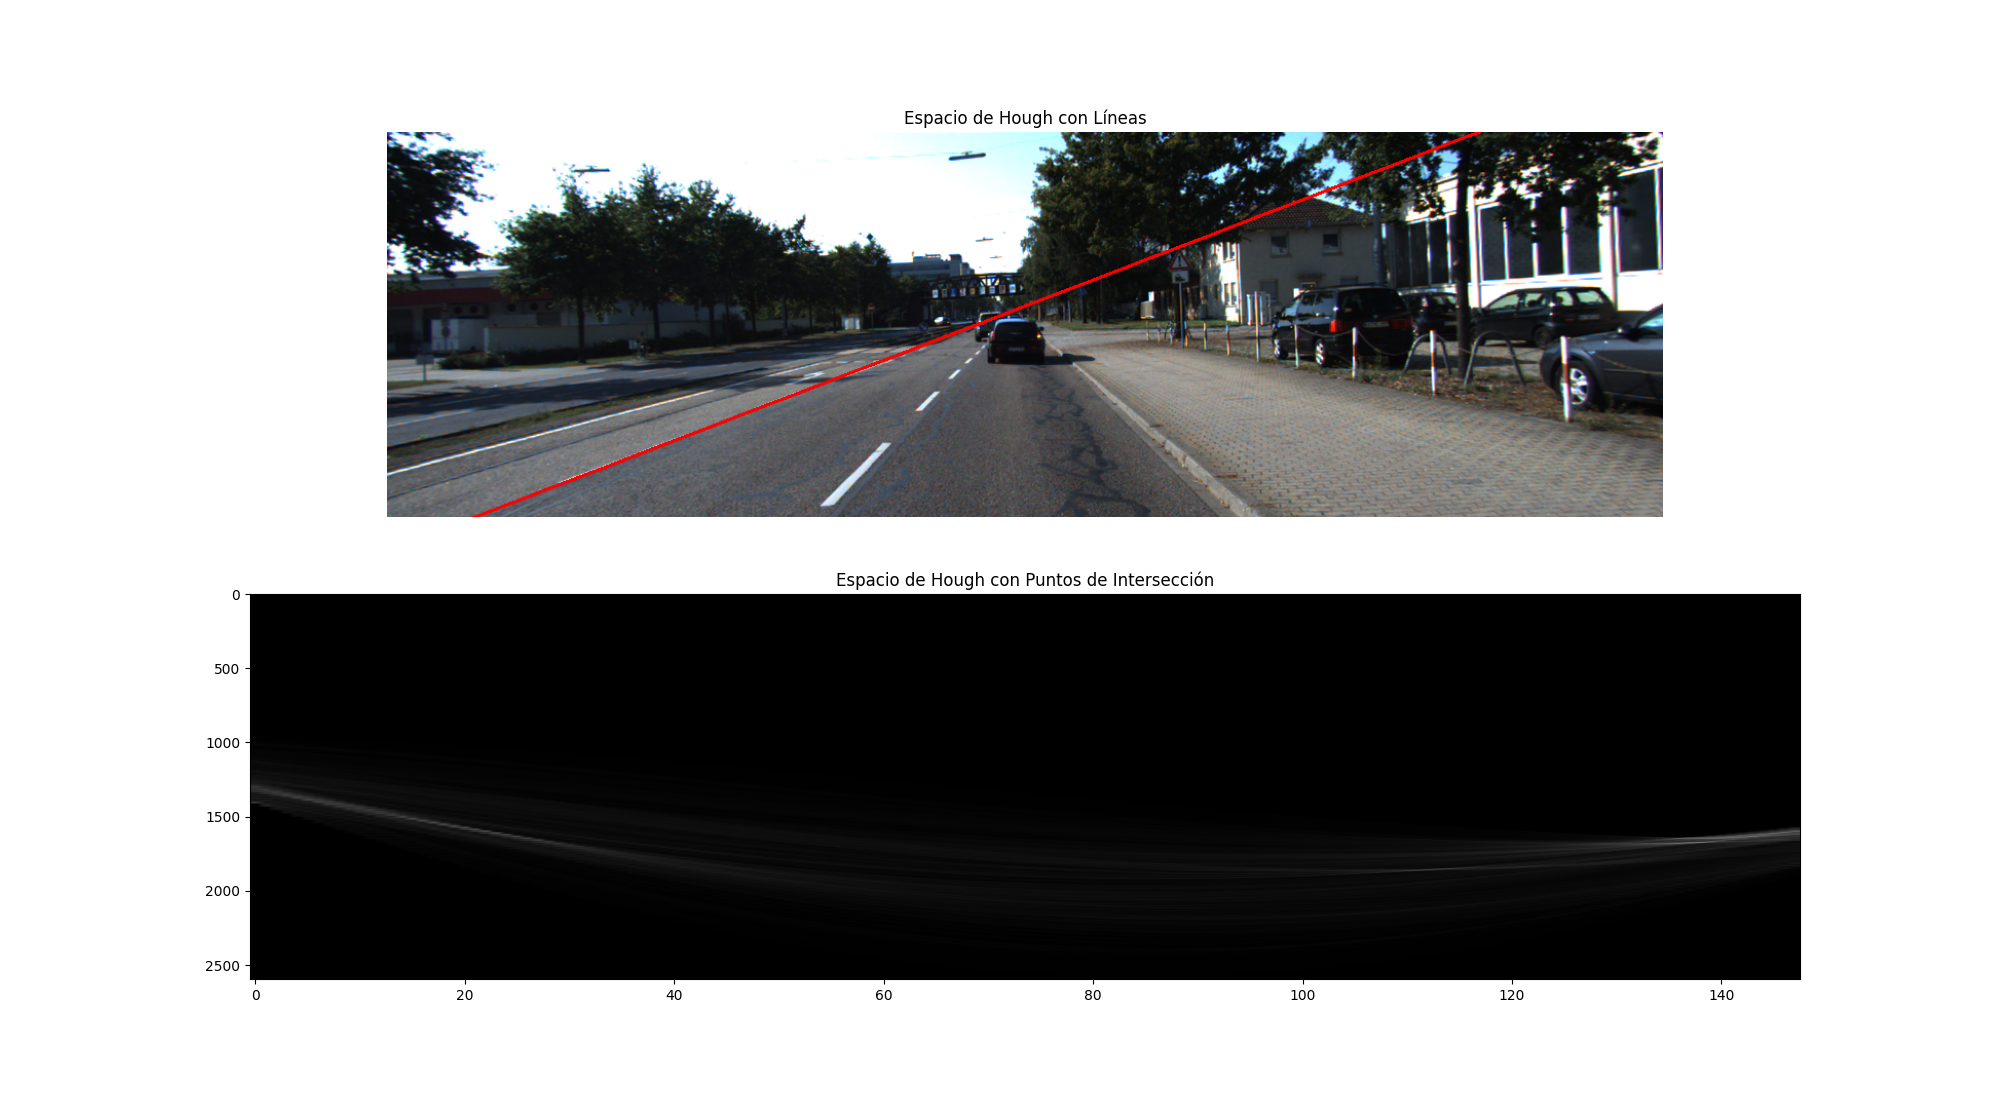 Espacio de Hough con Líneas
Espacio de Hough con Puntos de Intersección
0
500
1000
1500
2000
2500
0 20 40 60 80 100 120 140